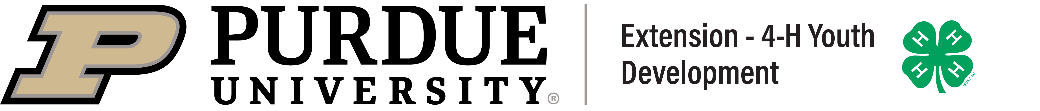 PURDUE
UNIVERSITY®
Extension - 4-H Youth
Development
H H
H H